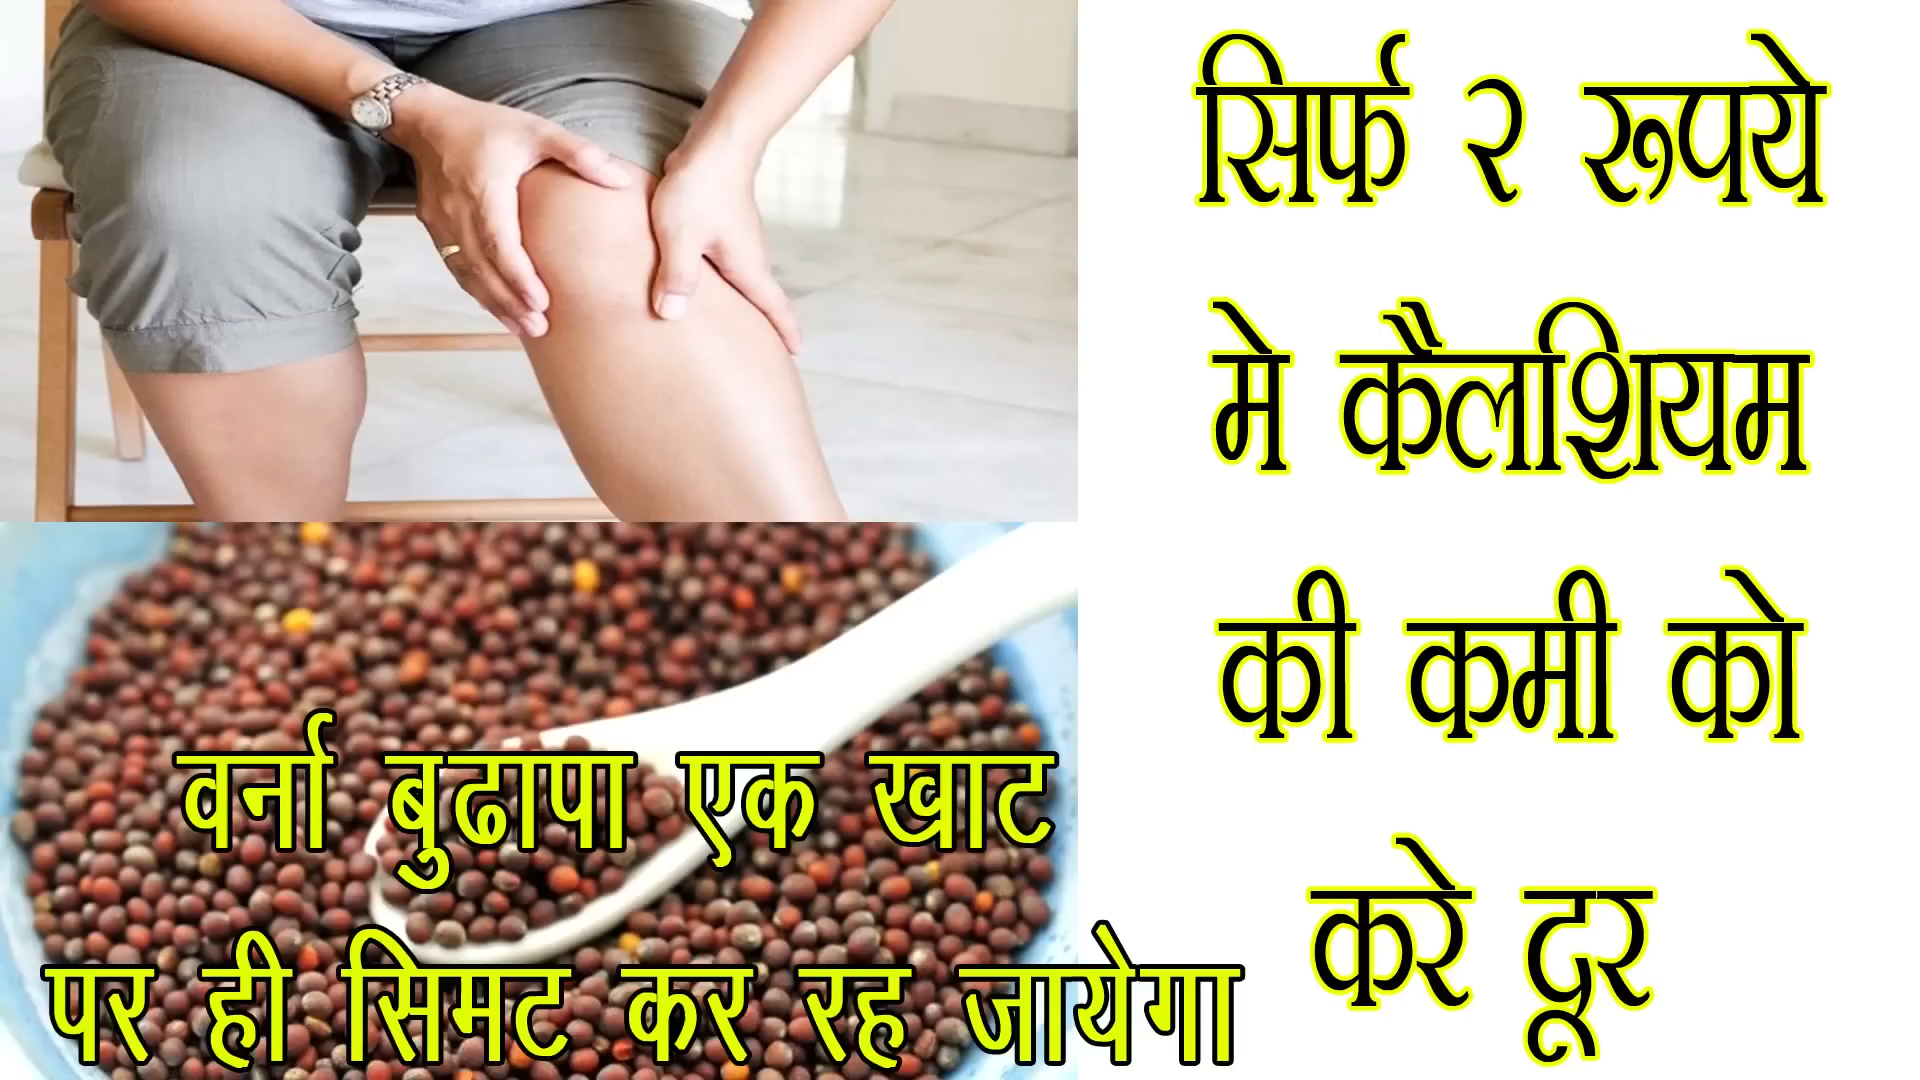 सिर्फ २ रूपये
मे कैलशियम
की कमी को
करे दूर
वर्ना बुढापा एक खाट
पर ही सिमट कर रह जायेगा